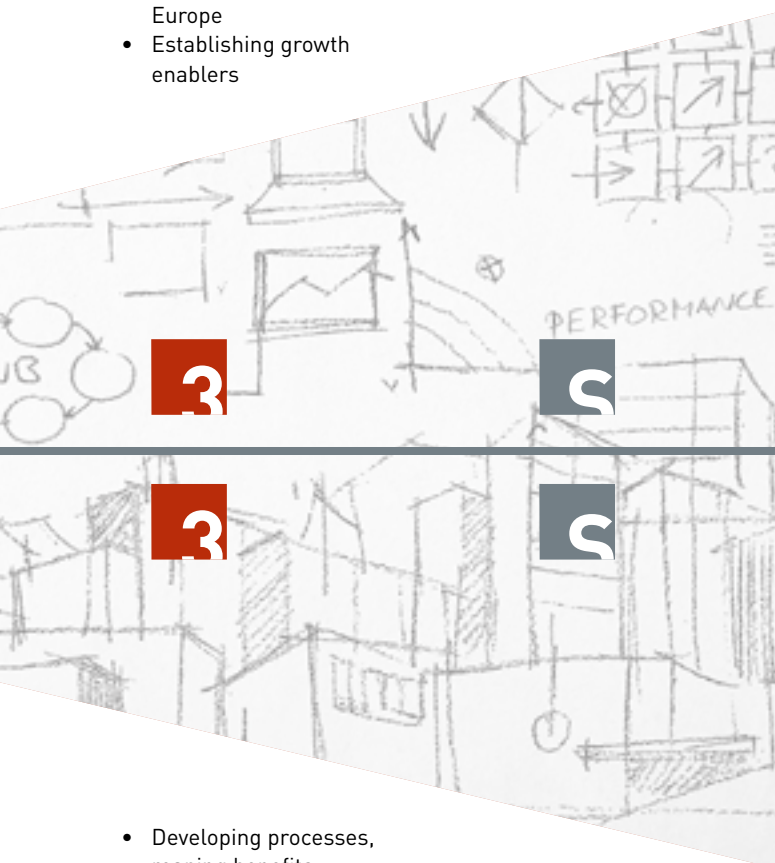 Europe
• Establishing growth
enablers
PERFORMANCE
3
S
3
S
• Developing processes,